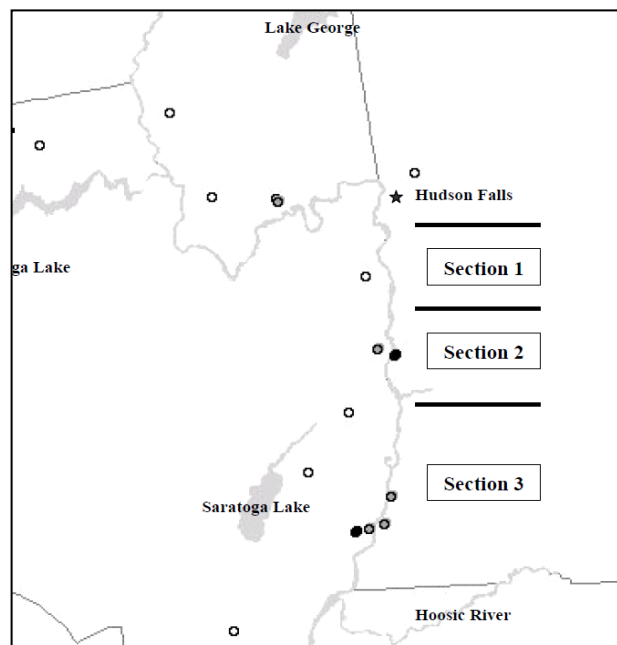 Lake George
Hudson Falls
Section 1
ga Lake
Section 2
Section 3
Saratoga Lake
Hoosic River